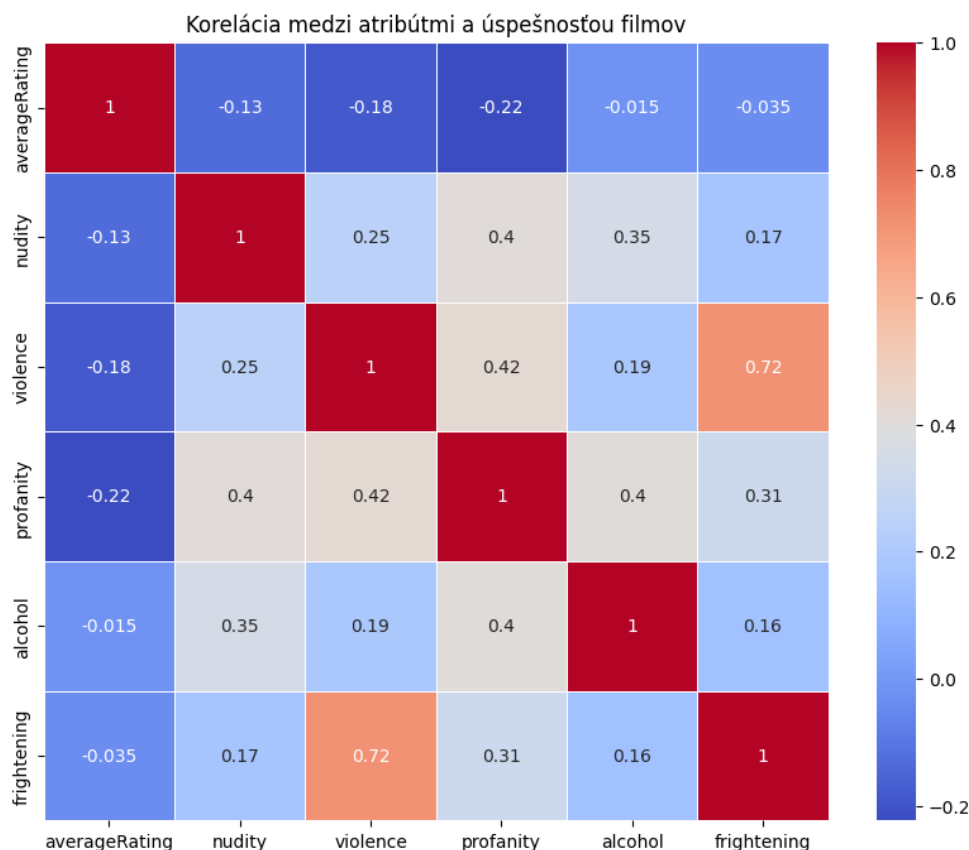 Korelácia medzi atribútmi a úspešnosťou filmov
averageRating 1 -0.13 -0.18 -0.22 -0.015 -0.035
nudity -0.13 1 0.25 0.4 0.35 0.17
violence -0.18 0.25 1 0.42 0.19 0.72
profanity -0.22 0.4 0.42 1 0.4 0.31
alcohol -0.015 0.35 0.19 0.4 1 0.16
frightening -0.035 0.17 0.72 0.31 0.16 1
averageRating nudity violence profanity alcohol frightening
1.0
0.8
0.6
0.4
0.2
0.0
−0.2